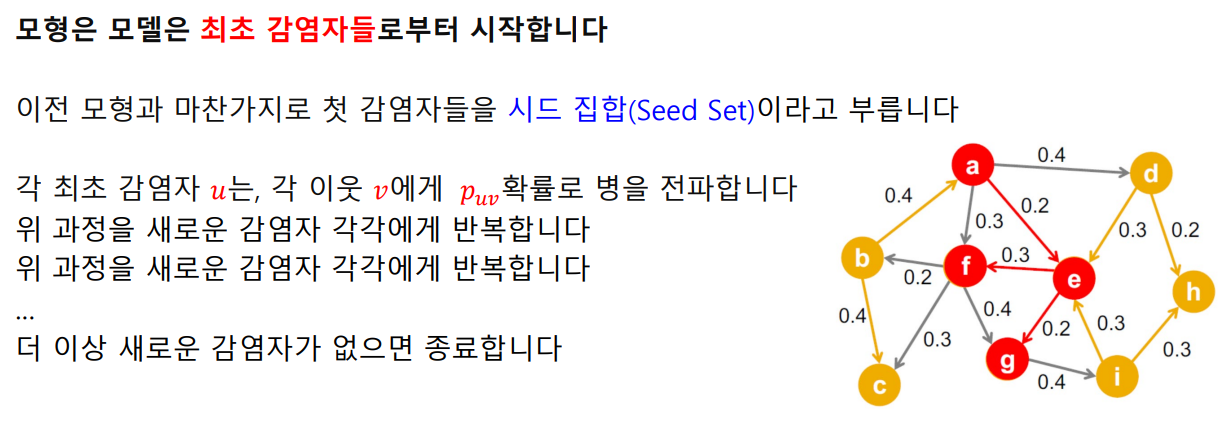 모형은 모델은 최초 감염자들로부터 시작합니다
이전 모형과 마찬가지로 첫 감염자들을 시드 집합(Seed Set)이라고 부릅니다
각 최초 감염자 u는, 각 이웃 v에게 p_uv확률로 병을 전파합니다
위 과정을 새로운 감염자 각각에게 반복합니다
위 과정을 새로운 감염자 각각에게 반복합니다
...
더 이상 새로운 감염자가 없으면 종료합니다
a
0.4
d
0.4
0.2
0.3
0.3
0.2
b
f
0.3
e
h
0.2
0.4
0.4
0.2
0.3
0.3
0.3
g
0.4
i
c